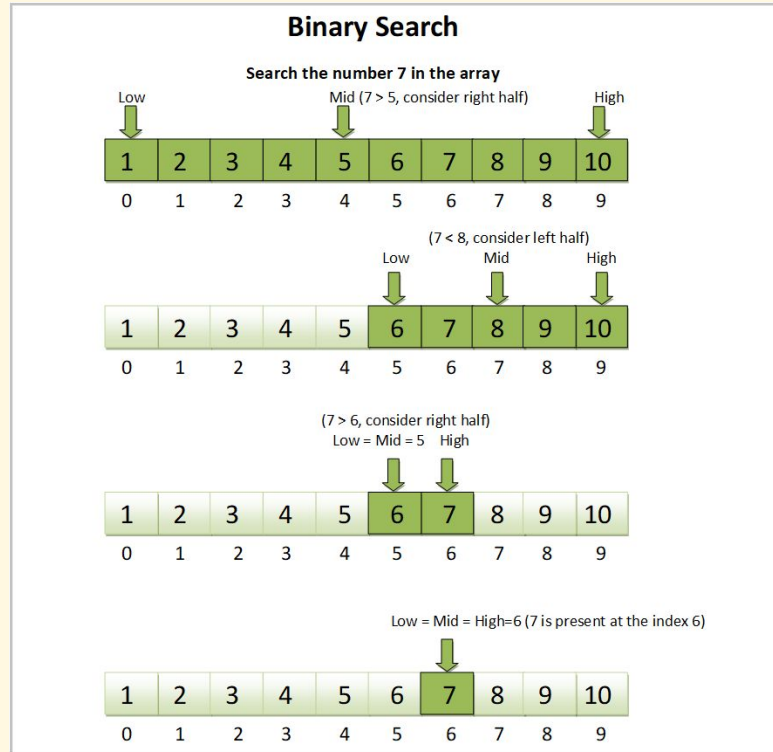 Binary Search
Search the number 7 in the array
Low Mid (7 > 5, consider right half) High
1 2 3 4 5 6 7 8 9 10
0 1 2 3 4 5 6 7 8 9
(7 < 8, consider left half)
Low Mid High
1 2 3 4 5 6 7 8 9 10
0 1 2 3 4 5 6 7 8 9
(7 > 6, consider right half)
Low = Mid = 5 High
1 2 3 4 5 6 7 8 9 10
0 1 2 3 4 5 6 7 8 9
Low = Mid = High=6 (7 is present at the index 6)
1 2 3 4 5 6 7 8 9 10
0 1 2 3 4 5 6 7 8 9